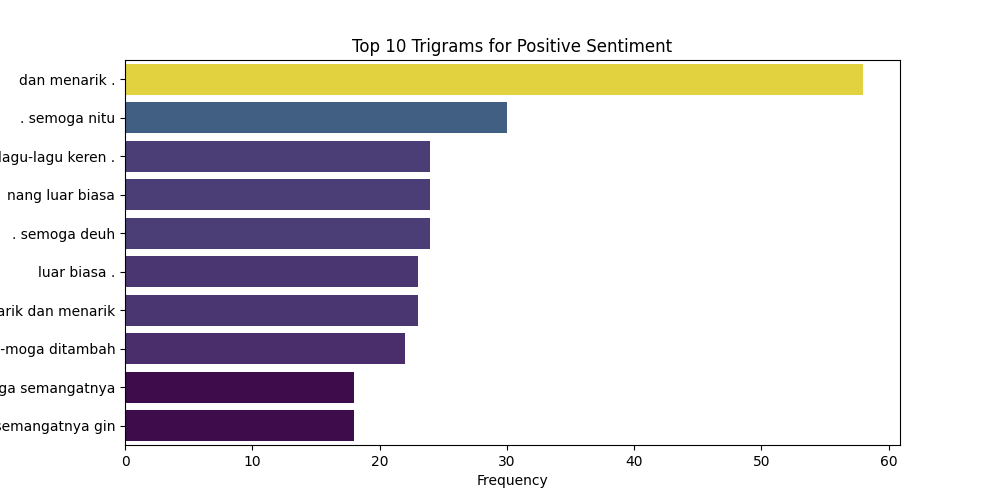 Top 10 Trigrams for Positive Sentiment
dan menarik .
. semoga nitu
lagu-lagu keren .
nang luar biasa
. semoga deuh
luar biasa .
arik dan menarik
-moga ditambah
ga semangatnya
semangatnya gin
0 10 20 30 40 50 60
Frequency